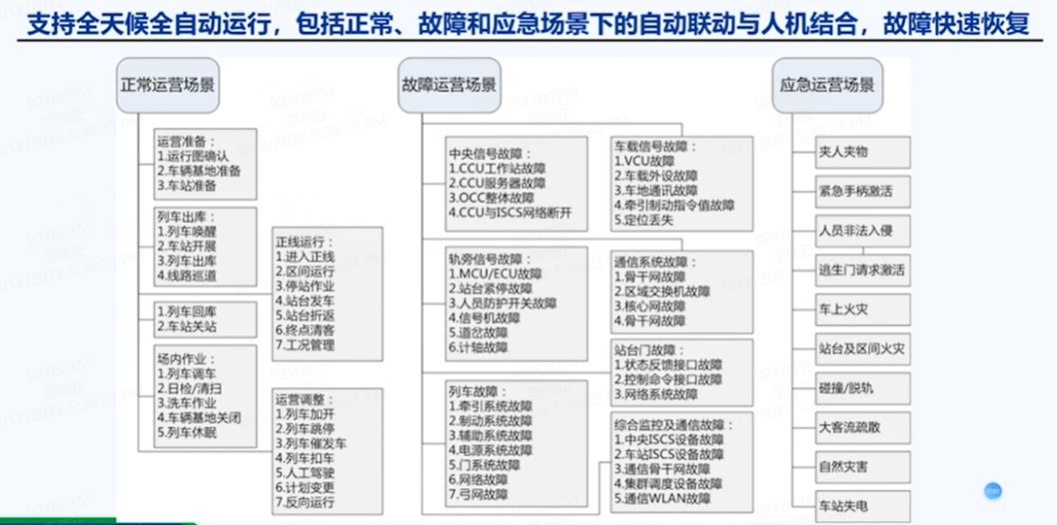 支持全天候全自动运行，包括正常、故障和应急场景下的自动联动与人机结合，故障快速恢复
正常运营场景
运营准备：
1.运行图确认
2.车辆基地准备
3.车站准备
列车出库：
1.列车唤醒
2.车站开展
3.列车出库
4.线路巡道
1.列车回库
2.车站关站
场内作业：
1.列车调车
2.日检/清扫
3.洗车作业
4.车辆基地关闭
5.列车休眠
正线运行：
1.进入正线
2.区间运行
3.停站作业
4.站台发车
5.站台折返
6.终点清客
7.工况管理
运营调整：
1.列车加开
2.列车跳停
3.列车催发车
4.列车扣车
5.人工驾驶
6.计划变更
7.反向运行
故障运营场景
中央信号故障：
1.CCU工作站故障
2.CCU服务器故障
3.OCC整体故障
4.CCU与ISCS网络断开
轨旁信号故障：
1.MCU/ECU故障
2.站台紧停故障
3.人员防护开关故障
4.信号机故障
5.道岔故障
6.计轴故障
列车故障：
1.牵引系统故障
2.制动系统故障
3.辅助系统故障
4.电源系统故障
5.门系统故障
6.网络故障
7.弓网故障
车载信号故障：
1.VCU故障
2.车载外设故障
3.车地通讯故障
4.牵引制动指令值故障
5.定位丢失
通信系统故障：
1.骨干网故障
2.区域交换机故障
3.核心网故障
4.骨干网故障
站台门故障：
1.状态反馈接口故障
2.控制命令接口故障
3.网络系统故障
综合监控及通信故障：
1.中央ISCS设备故障
2.车站ISCS设备故障
3.通信骨干网故障
4.集群调度设备故障
5.通信WLAN故障
应急运营场景
夹人夹物
紧急手柄激活
人员非法入侵
逃生门请求激活
车上火灾
站台及区间火灾
碰撞/脱轨
大客流疏散
自然灾害
车站失电